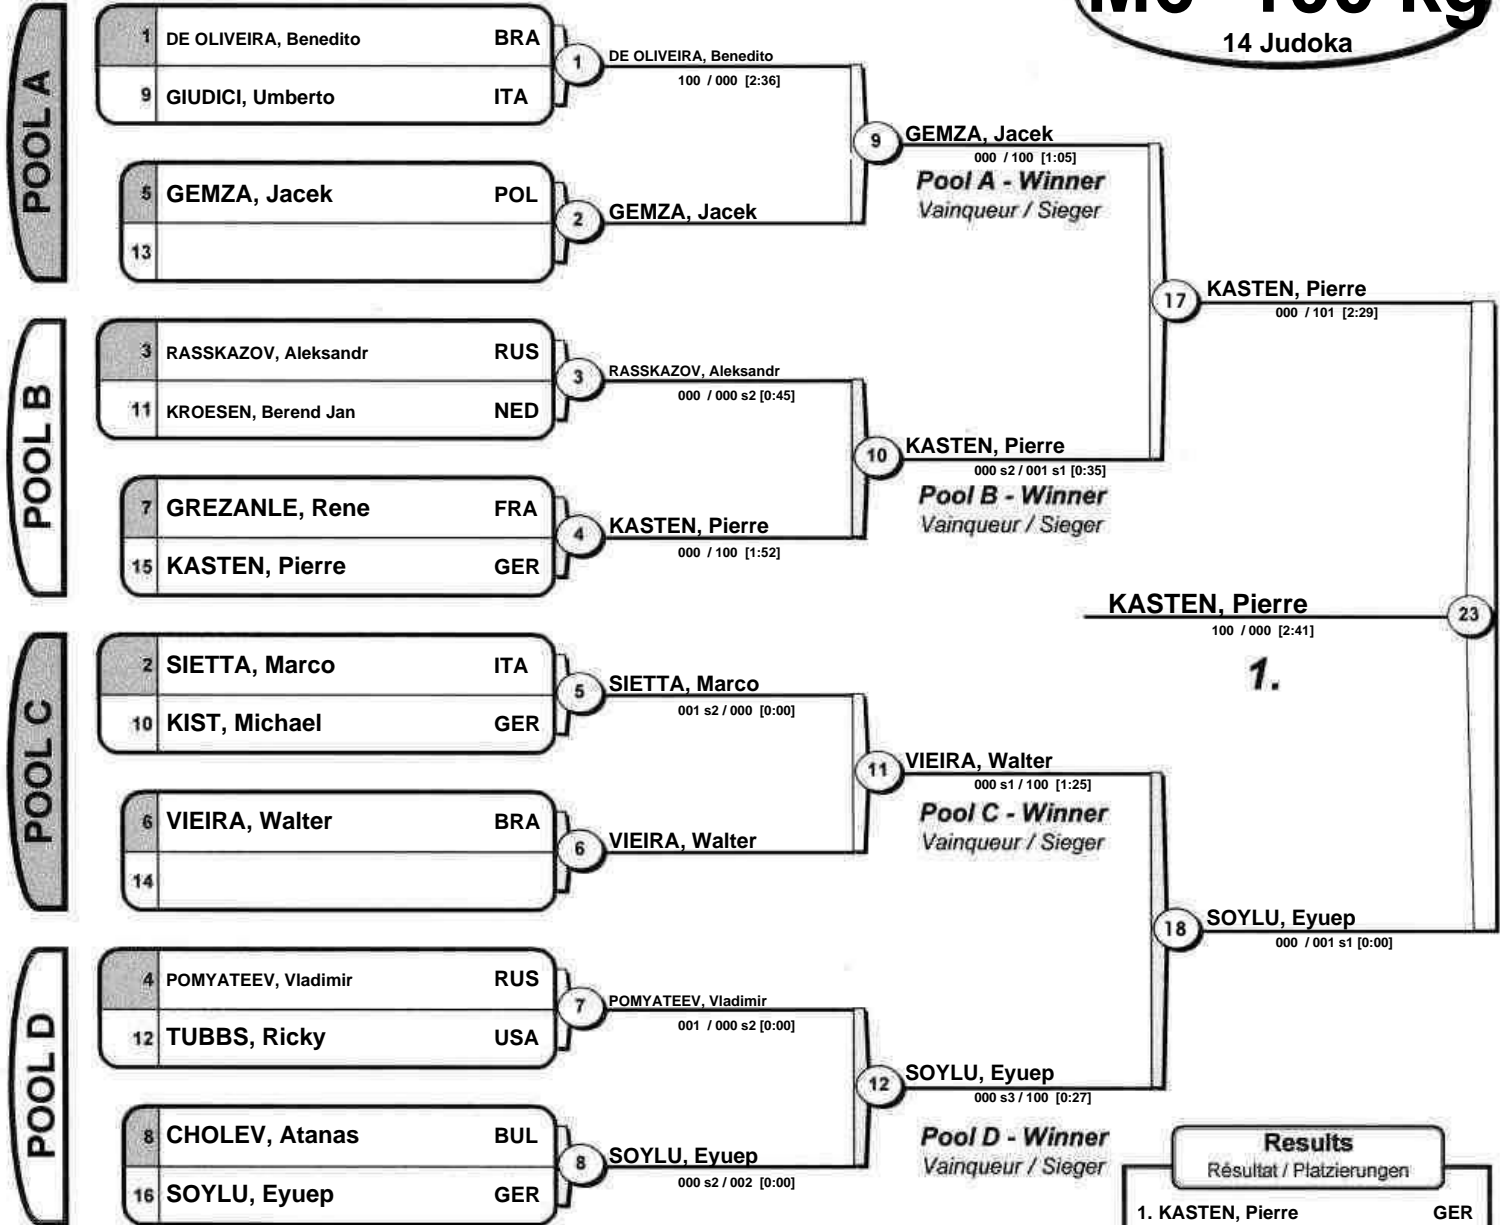 14 Judoka
POOL A
1 DE OLIVEIRA, Benedito BRA
9 GIUDICI, Umberto ITA
1
DE OLIVEIRA, Benedito
100 / 000 [2:36]
5 GEMZA, Jacek POL
13
2
GEMZA, Jacek
9
GEMZA, Jacek
000 / 100 [1:05]
Pool A - Winner
Vainqueur / Sieger
POOL B
3 RASSKAZOV, Aleksandr RUS
11 KROESEN, Berend Jan NED
3
RASSKAZOV, Aleksandr
000 / 000 s2 [0:45]
7 GREZANLE, Rene FRA
15 KASTEN, Pierre GER
4
KASTEN, Pierre
000 / 100 [1:52]
10
KASTEN, Pierre
000 s2 / 001 s1 [0:35]
Pool B - Winner
Vainqueur / Sieger
17
KASTEN, Pierre
000 / 101 [2:29]
KASTEN, Pierre
23
100 / 000 [2:41]
1.
POOL C
2 SIETTA, Marco ITA
10 KIST, Michael GER
5
SIETTA, Marco
001 s2 / 000 [0:00]
6 VIEIRA, Walter BRA
14
6
VIEIRA, Walter
11
VIEIRA, Walter
000 s1 / 100 [1:25]
Pool C - Winner
Vainqueur / Sieger
POOL D
4 POMYATEEV, Vladimir RUS
12 TUBBS, Ricky USA
7
POMYATEEV, Vladimir
001 / 000 s2 [0:00]
8 CHOLEV, Atanas BUL
16 SOYLU, Eyuep GER
8
SOYLU, Eyuep
000 s2 / 002 [0:00]
12
SOYLU, Eyuep
000 s3 / 100 [0:27]
Pool D - Winner
Vainqueur / Sieger
18
SOYLU, Eyuep
000 / 001 s1 [0:00]
Results
Résultat / Platzierungen
1. KASTEN, Pierre GER